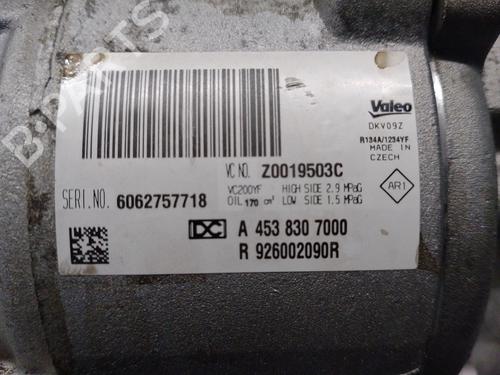 B-PARTS
Valeo
DKV09Z
R134A/1234YF
MADE IN
CZECH
VC NO. Z0019503C
SERI.NO. 6062757718
VC200YF HIGH SIDE 2.9 MPaG
OIL 170 cm³ LOW SIDE 1.5 MPaG
AR1
DC A 453 830 7000
R 926002090R